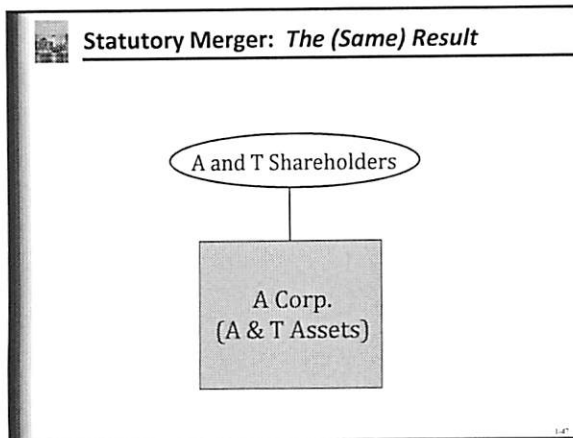 Statutory Merger: The (Same) Result
A and T Shareholders
A Corp.
(A & T Assets)